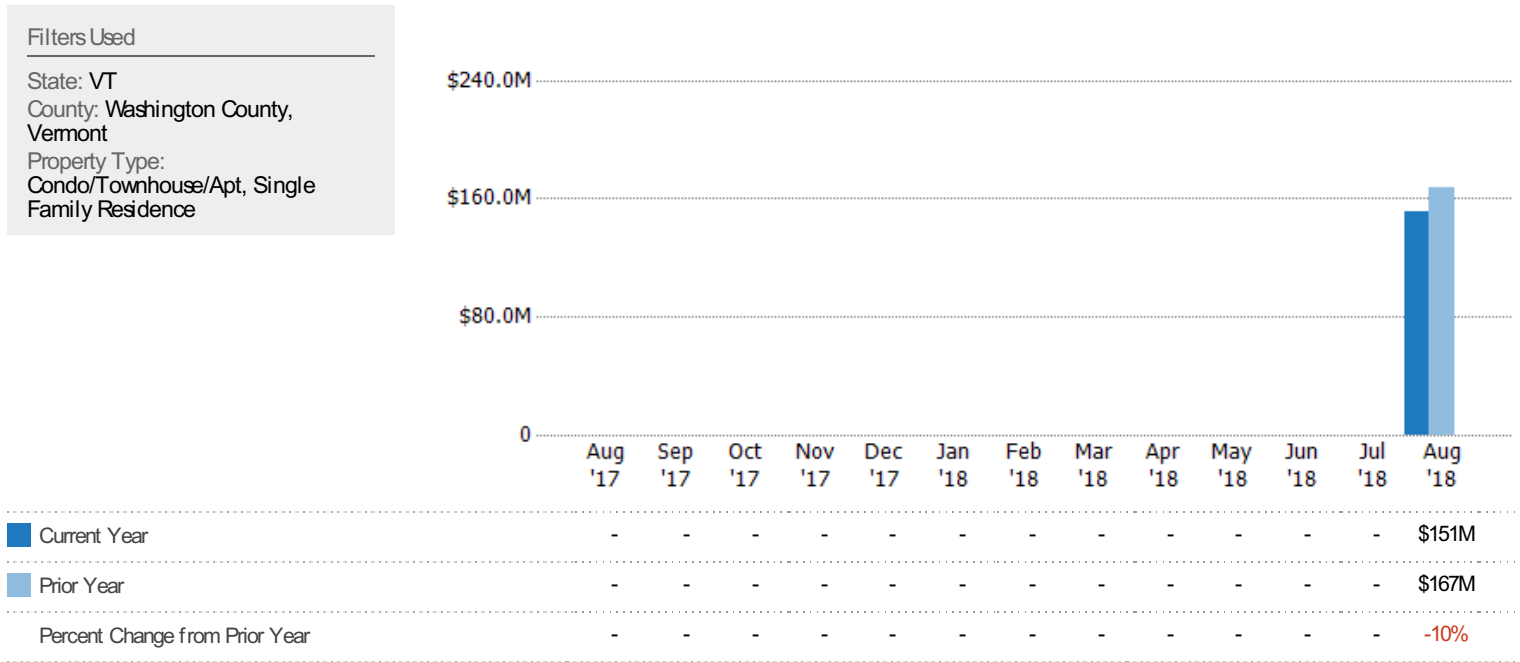 Filters Used
State: VT
County: Washington County,
Vermont
Property Type:
Condo/Townhouse/Apt, Single
Family Residence
$240.0M
$160.0M
$80.0M
0
Aug Sep Oct Nov Dec Jan Feb Mar Apr May Jun Jul Aug
'17 '17 '17 '17 '17 '18 '18 '18 '18 '18 '18 '18 '18
Current Year - - - - - - - - - - - - $151M
Prior Year - - - - - - - - - - - - $167M
Percent Change from Prior Year - - - - - - - - - - - - -10%